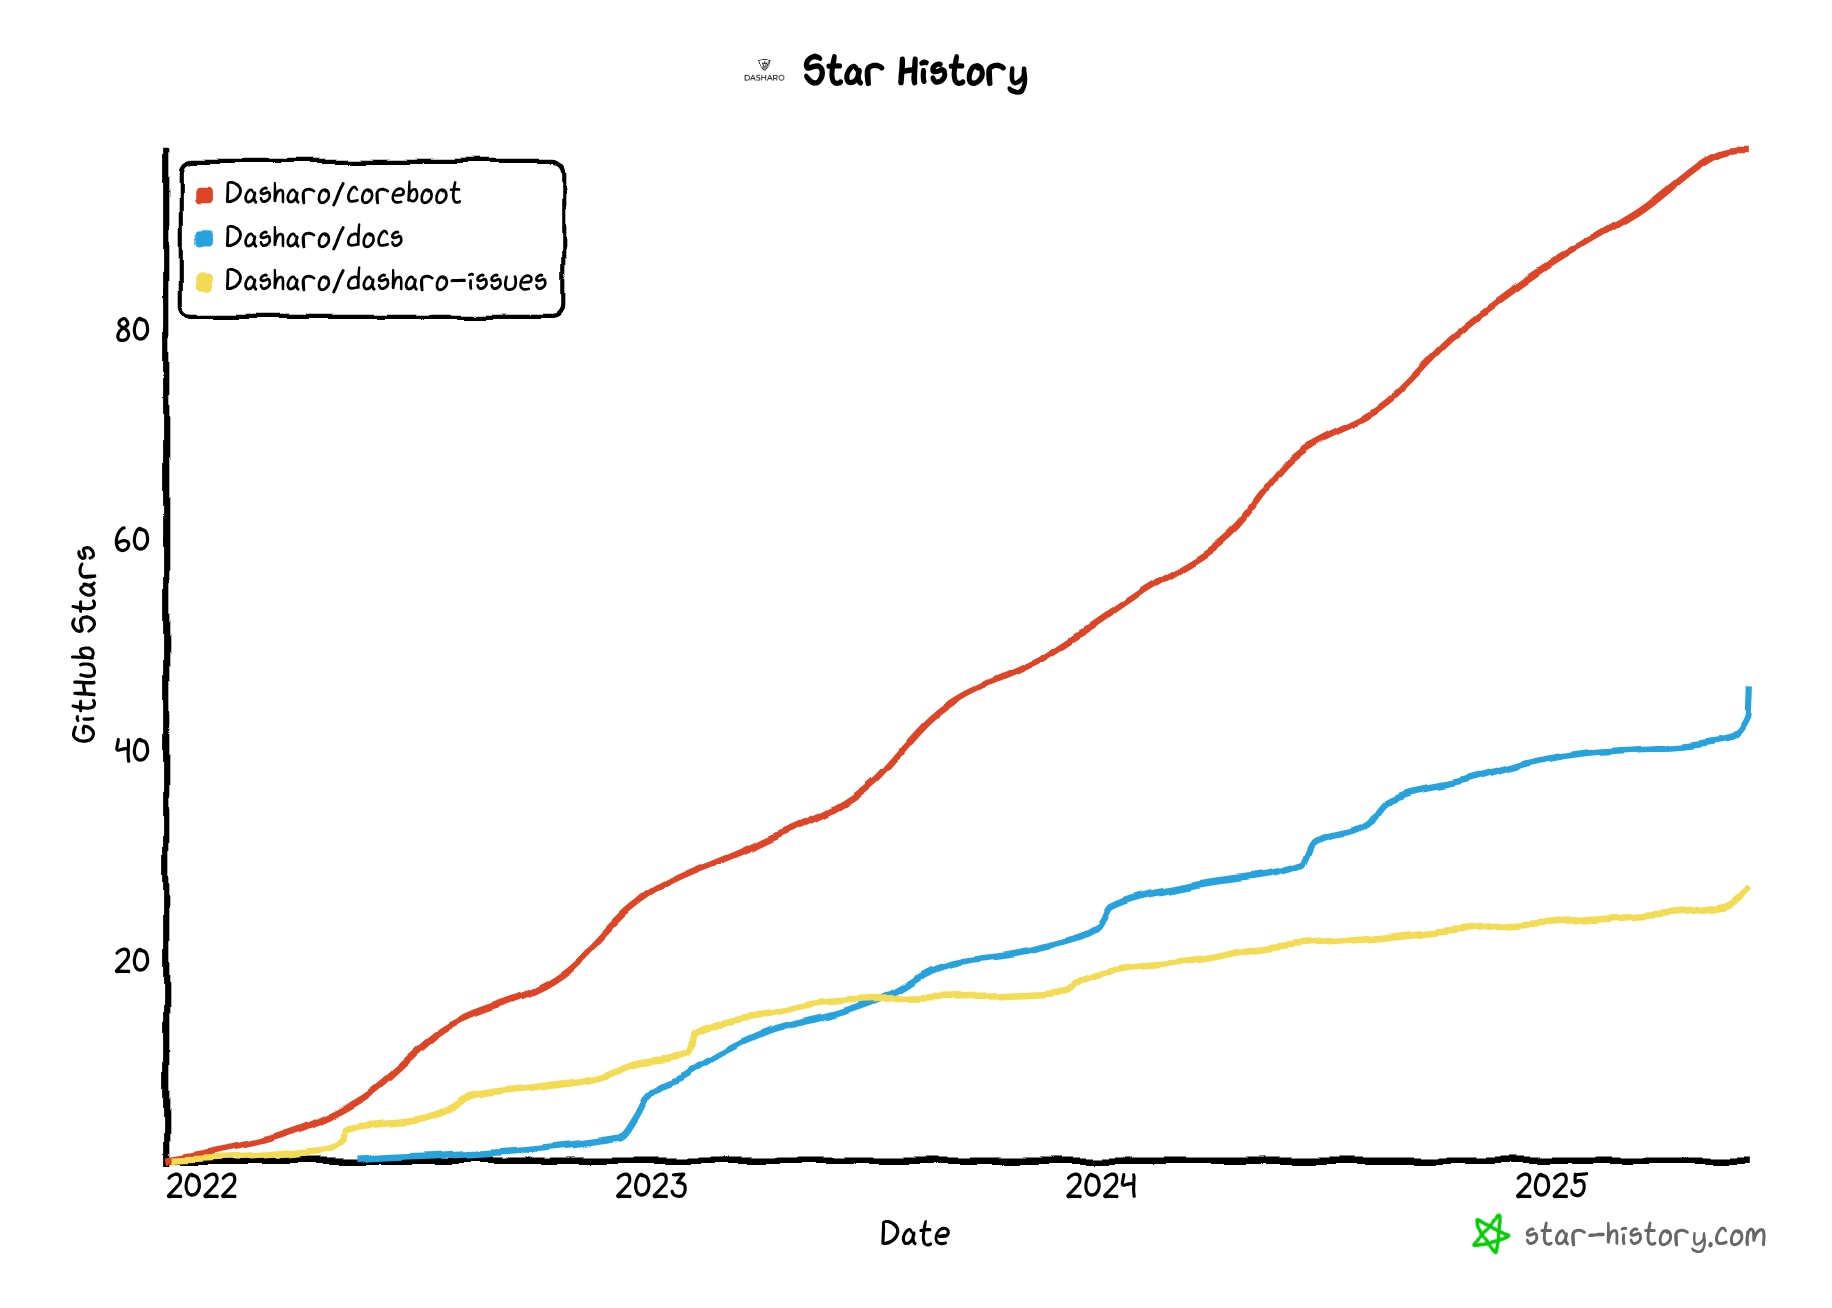 DASHARO Star History
Dasharo/coreboot
Dasharo/docs
Dasharo/dasharo-issues
80
60
40
20
GitHub Stars
2022 2023 2024 2025
Date
star-history.com